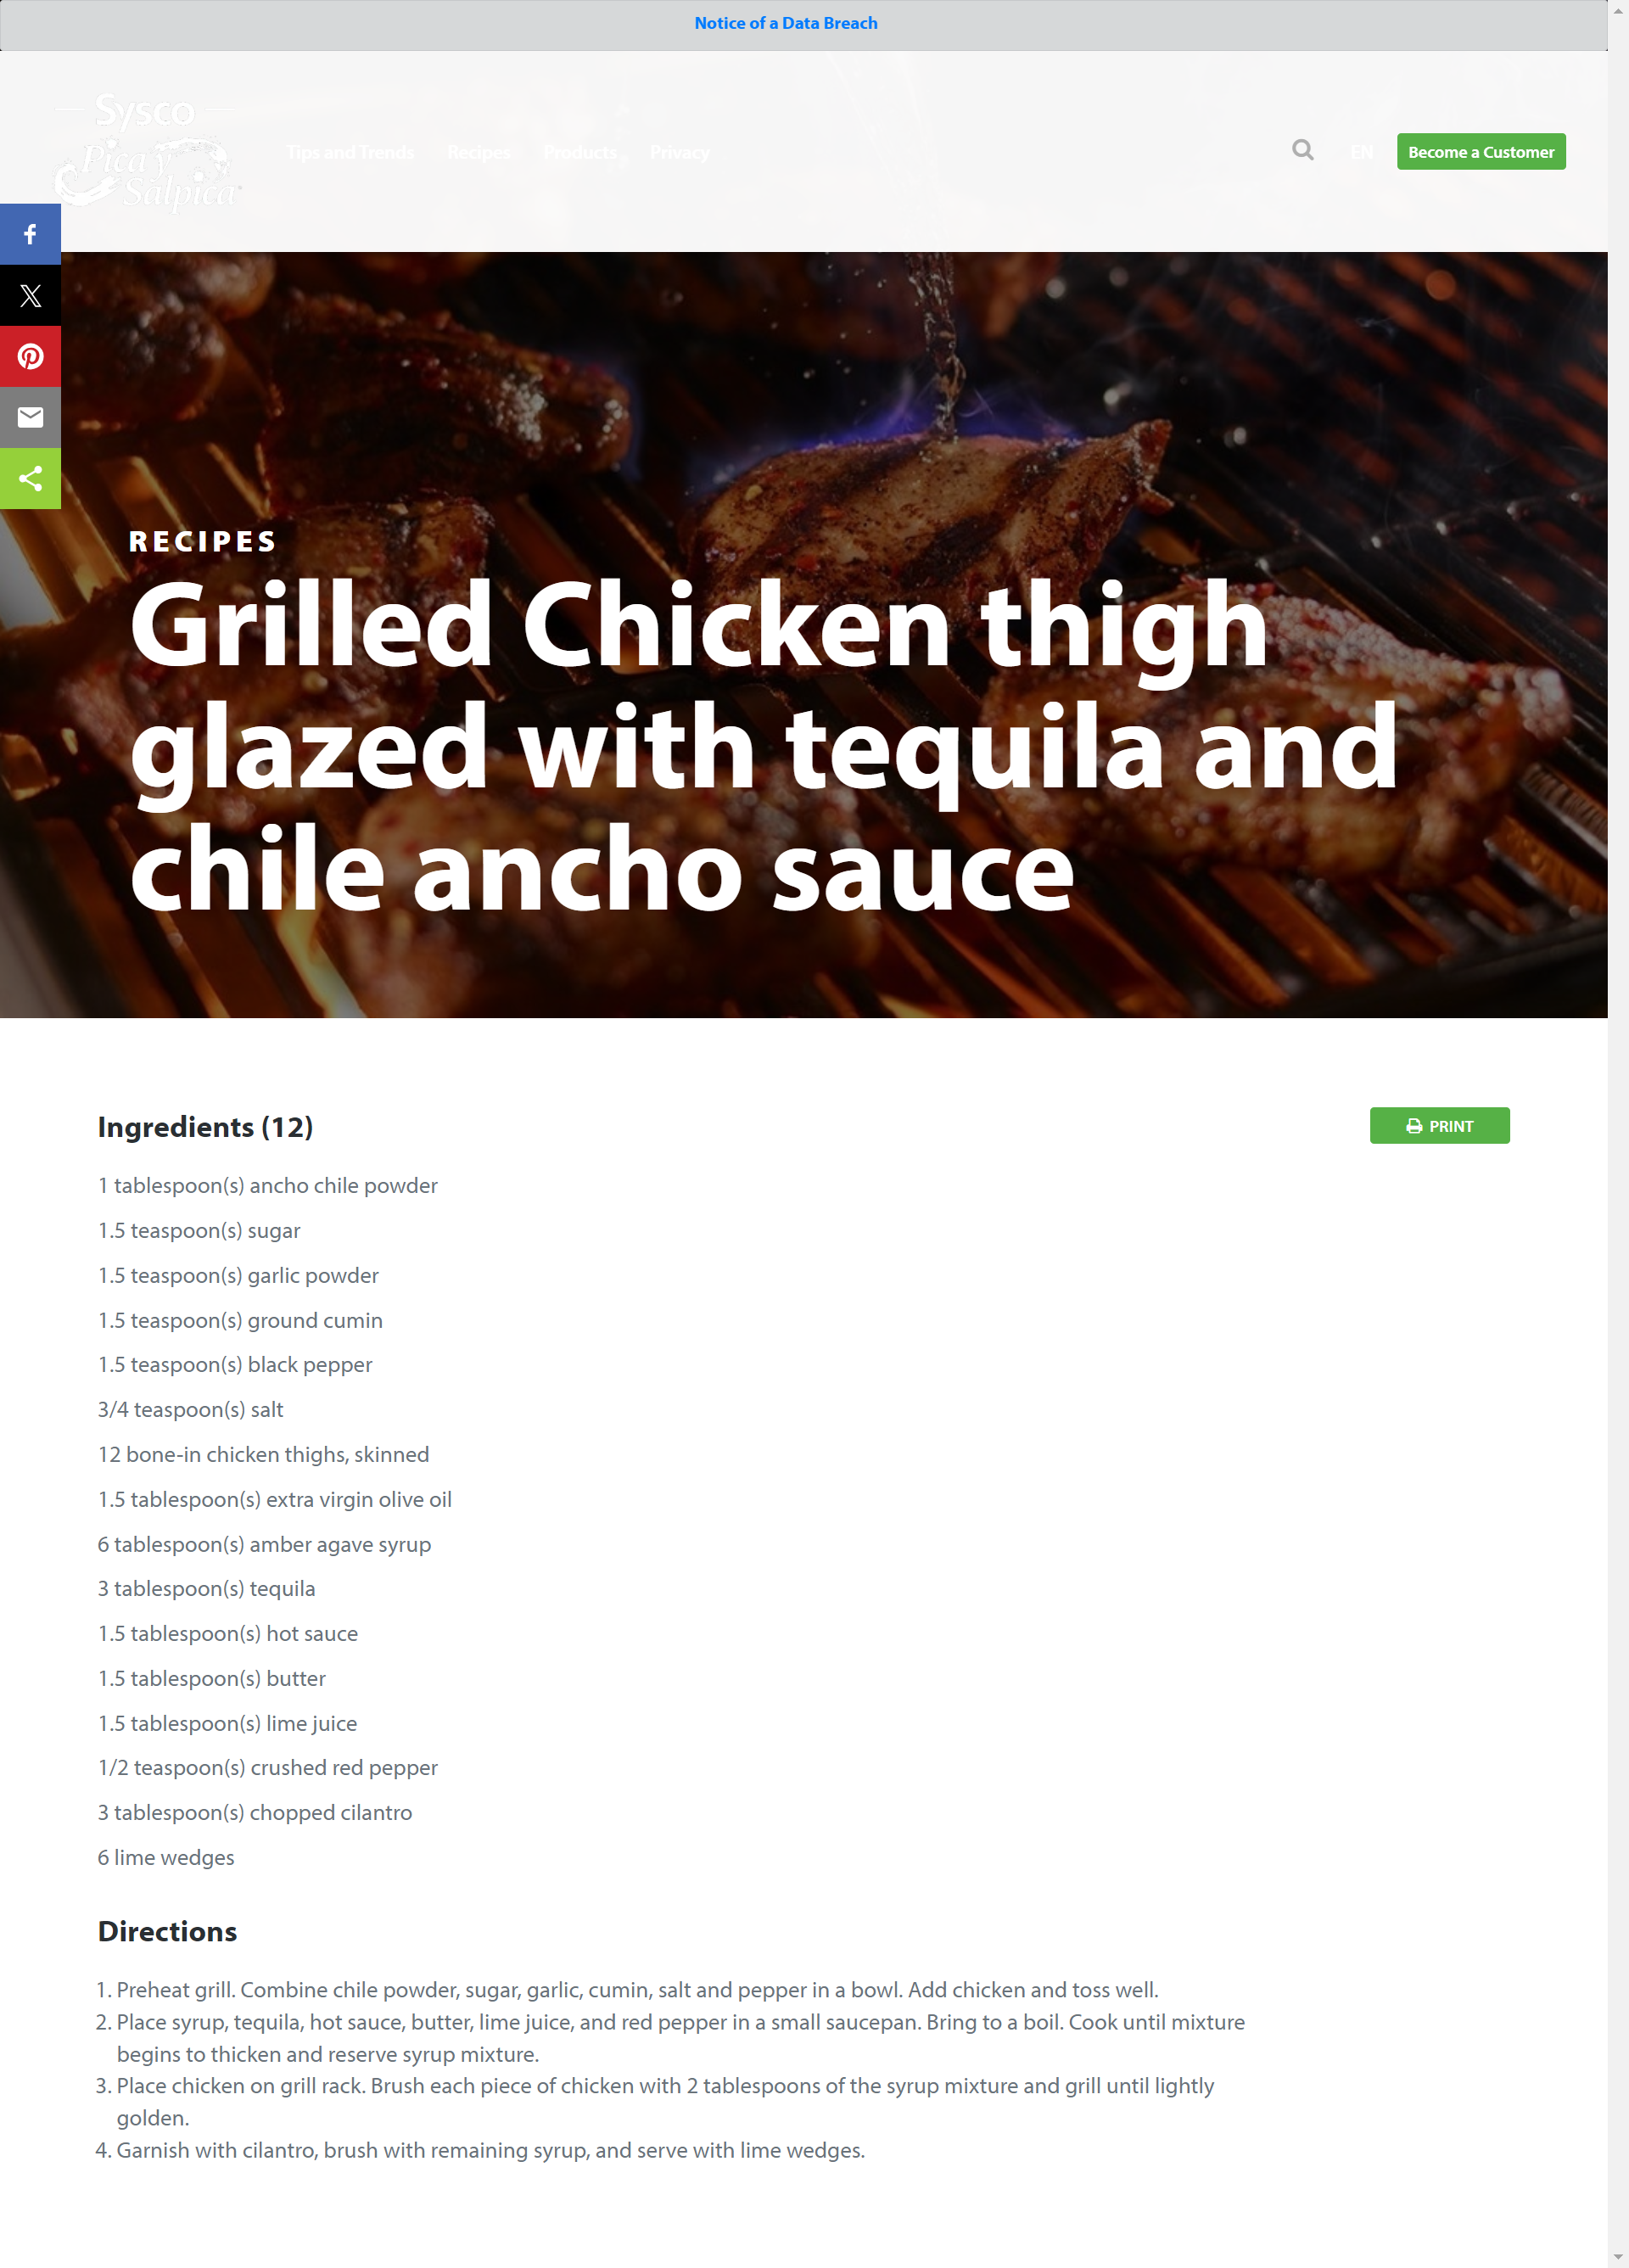 Notice of a Data Breach
Sysco
Pica y
Salpica
Tips and Trends Recipes Products Privacy
EN
Become a Customer
RECIPES
Grilled Chicken thigh
glazed with tequila and
chile ancho sauce
Ingredients (12)
PRINT
1 tablespoon(s) ancho chile powder
1.5 teaspoon(s) sugar
1.5 teaspoon(s) garlic powder
1.5 teaspoon(s) ground cumin
1.5 teaspoon(s) black pepper
3/4 teaspoon(s) salt
12 bone-in chicken thighs, skinned
1.5 tablespoon(s) extra virgin olive oil
6 tablespoon(s) amber agave syrup
3 tablespoon(s) tequila
1.5 tablespoon(s) hot sauce
1.5 tablespoon(s) butter
1.5 tablespoon(s) lime juice
1/2 teaspoon(s) crushed red pepper
3 tablespoon(s) chopped cilantro
6 lime wedges
Directions
1. Preheat grill. Combine chile powder, sugar, garlic, cumin, salt and pepper in a bowl. Add chicken and toss well.
2. Place syrup, tequila, hot sauce, butter, lime juice, and red pepper in a small saucepan. Bring to a boil. Cook until mixture
begins to thicken and reserve syrup mixture.
3. Place chicken on grill rack. Brush each piece of chicken with 2 tablespoons of the syrup mixture and grill until lightly
golden.
4. Garnish with cilantro, brush with remaining syrup, and serve with lime wedges.